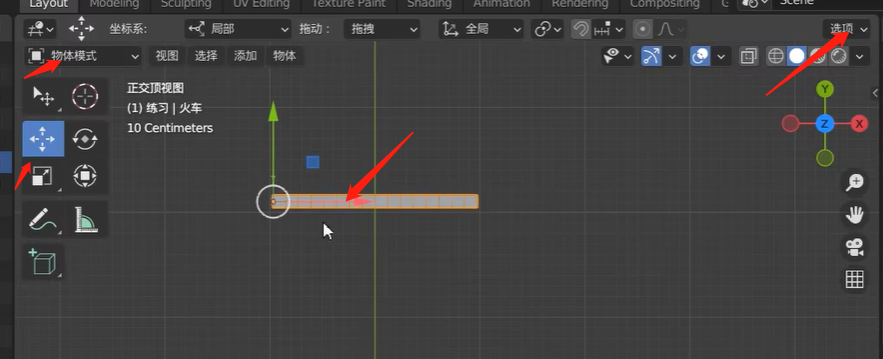 Layout Modeling Sculpting UV Editing Texture Paint Shading Animation Rendering Compositing Scene
坐标系: 局部 拖动: 拖拽 全局 选项
物体模式 视图 选择 添加 物体
正交顶视图
(1) 练习 | 火车
10 Centimeters
Y
Z X